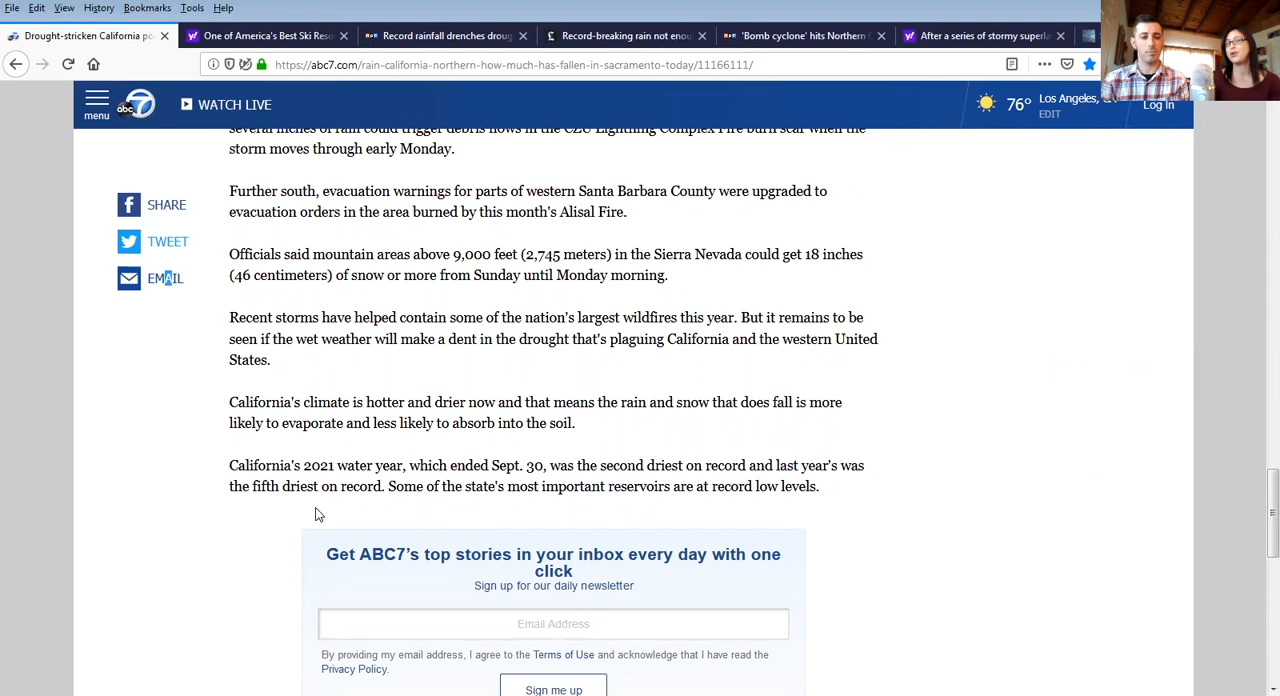 File Edit View History Bookmarks Tools Help
Drought-stricken California po
One of America's Best Ski Reso
Record rainfall drenches droug
Record-breaking rain not enou
'Bomb cyclone' hits Northern
After a series of stormy superla
https://abc7.com/rain-california-northern-how-much-has-fallen-in-sacramento-today/11166111/
menu
abc 7
WATCH LIVE
76°
Los Angeles,
EDIT
Log In
several inches of rain could trigger debris flows in the CZU Lightning Complex Fire burn scar when the
storm moves through early Monday.
SHARE
TWEET
EMAIL
Further south, evacuation warnings for parts of western Santa Barbara County were upgraded to
evacuation orders in the area burned by this month's Alisal Fire.
Officials said mountain areas above 9,000 feet (2,745 meters) in the Sierra Nevada could get 18 inches
(46 centimeters) of snow or more from Sunday until Monday morning.
Recent storms have helped contain some of the nation's largest wildfires this year. But it remains to be
seen if the wet weather will make a dent in the drought that's plaguing California and the western United
States.
California's climate is hotter and drier now and that means the rain and snow that does fall is more
likely to evaporate and less likely to absorb into the soil.
California's 2021 water year, which ended Sept. 30, was the second driest on record and last year's was
the fifth driest on record. Some of the state's most important reservoirs are at record low levels.
Get ABC7's top stories in your inbox every day with one
click
Sign up for our daily newsletter
Email Address
By providing my email address, I agree to the Terms of Use and acknowledge that I have read the
Privacy Policy.
Sign me up